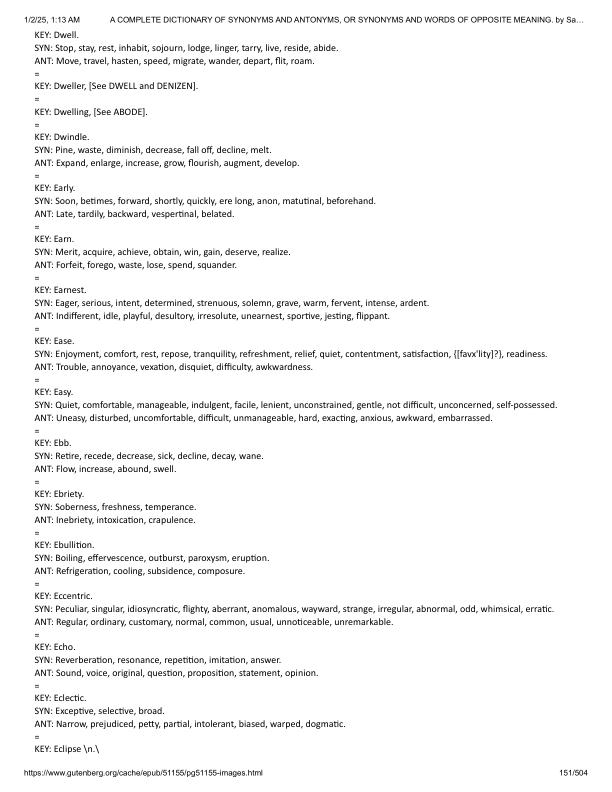 1/2/25, 1:13 AM A COMPLETE DICTIONARY OF SYNONYMS AND ANTONYMS, OR SYNONYMS AND WORDS OF OPPOSITE MEANING. by Sa…
KEY: Dwell.
SYN: Stop, stay, rest, inhabit, sojourn, lodge, linger, tarry, live, reside, abide.
ANT: Move, travel, hasten, speed, migrate, wander, depart, flit, roam.
=
KEY: Dweller, [See DWELL and DENIZEN].
=
KEY: Dwelling, [See ABODE].
=
KEY: Dwindle.
SYN: Pine, waste, diminish, decrease, fall off, decline, melt.
ANT: Expand, enlarge, increase, grow, flourish, augment, develop.
=
KEY: Early.
SYN: Soon, betimes, forward, shortly, quickly, ere long, anon, matutinal, beforehand.
ANT: Late, tardily, backward, vespertinal, belated.
=
KEY: Earn.
SYN: Merit, acquire, achieve, obtain, win, gain, deserve, realize.
ANT: Forfeit, forego, waste, lose, spend, squander.
=
KEY: Earnest.
SYN: Eager, serious, intent, determined, strenuous, solemn, grave, warm, fervent, intense, ardent.
ANT: Indifferent, idle, playful, desultory, irresolute, unearnest, sportive, jesting, flippant.
=
KEY: Ease.
SYN: Enjoyment, comfort, rest, repose, tranquility, refreshment, relief, quiet, contentment, satisfaction, {[favx'lity]?}, readiness.
ANT: Trouble, annoyance, vexation, disquiet, difficulty, awkwardness.
=
KEY: Easy.
SYN: Quiet, comfortable, manageable, indulgent, facile, lenient, unconstrained, gentle, not difficult, unconcerned, self-possessed.
ANT: Uneasy, disturbed, uncomfortable, difficult, unmanageable, hard, exacting, anxious, awkward, embarrassed.
=
KEY: Ebb.
SYN: Retire, recede, decrease, sick, decline, decay, wane.
ANT: Flow, increase, abound, swell.
=
KEY: Ebriety.
SYN: Soberness, freshness, temperance.
ANT: Inebriety, intoxication, crapulence.
=
KEY: Ebullition.
SYN: Boiling, effervescence, outburst, paroxysm, eruption.
ANT: Refrigeration, cooling, subsidence, composure.
=
KEY: Eccentric.
SYN: Peculiar, singular, idiosyncratic, flighty, aberrant, anomalous, wayward, strange, irregular, abnormal, odd, whimsical, erratic.
ANT: Regular, ordinary, customary, normal, common, usual, unnoticeable, unremarkable.
=
KEY: Echo.
SYN: Reverberation, resonance, repetition, imitation, answer.
ANT: Sound, voice, original, question, proposition, statement, opinion.
=
KEY: Eclectic.
SYN: Exceptive, selective, broad.
ANT: Narrow, prejudiced, petty, partial, intolerant, biased, warped, dogmatic.
=
KEY: Eclipse \n.\
https://www.gutenberg.org/cache/epub/51155/pg51155-images.html 151/504